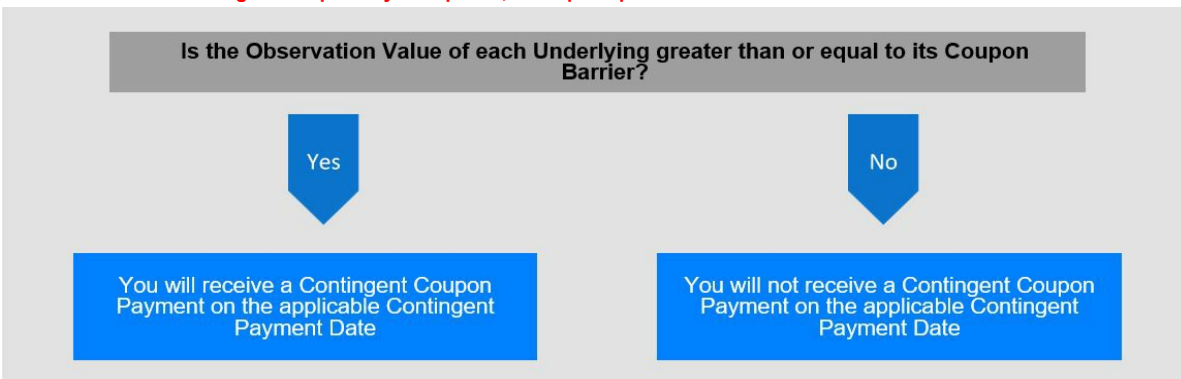 Is the Observation Value of each Underlying greater than or equal to its Coupon
Barrier?
Yes
No
You will receive a Contingent Coupon
Payment on the applicable Contingent
Payment Date
You will not receive a Contingent Coupon
Payment on the applicable Contingent
Payment Date